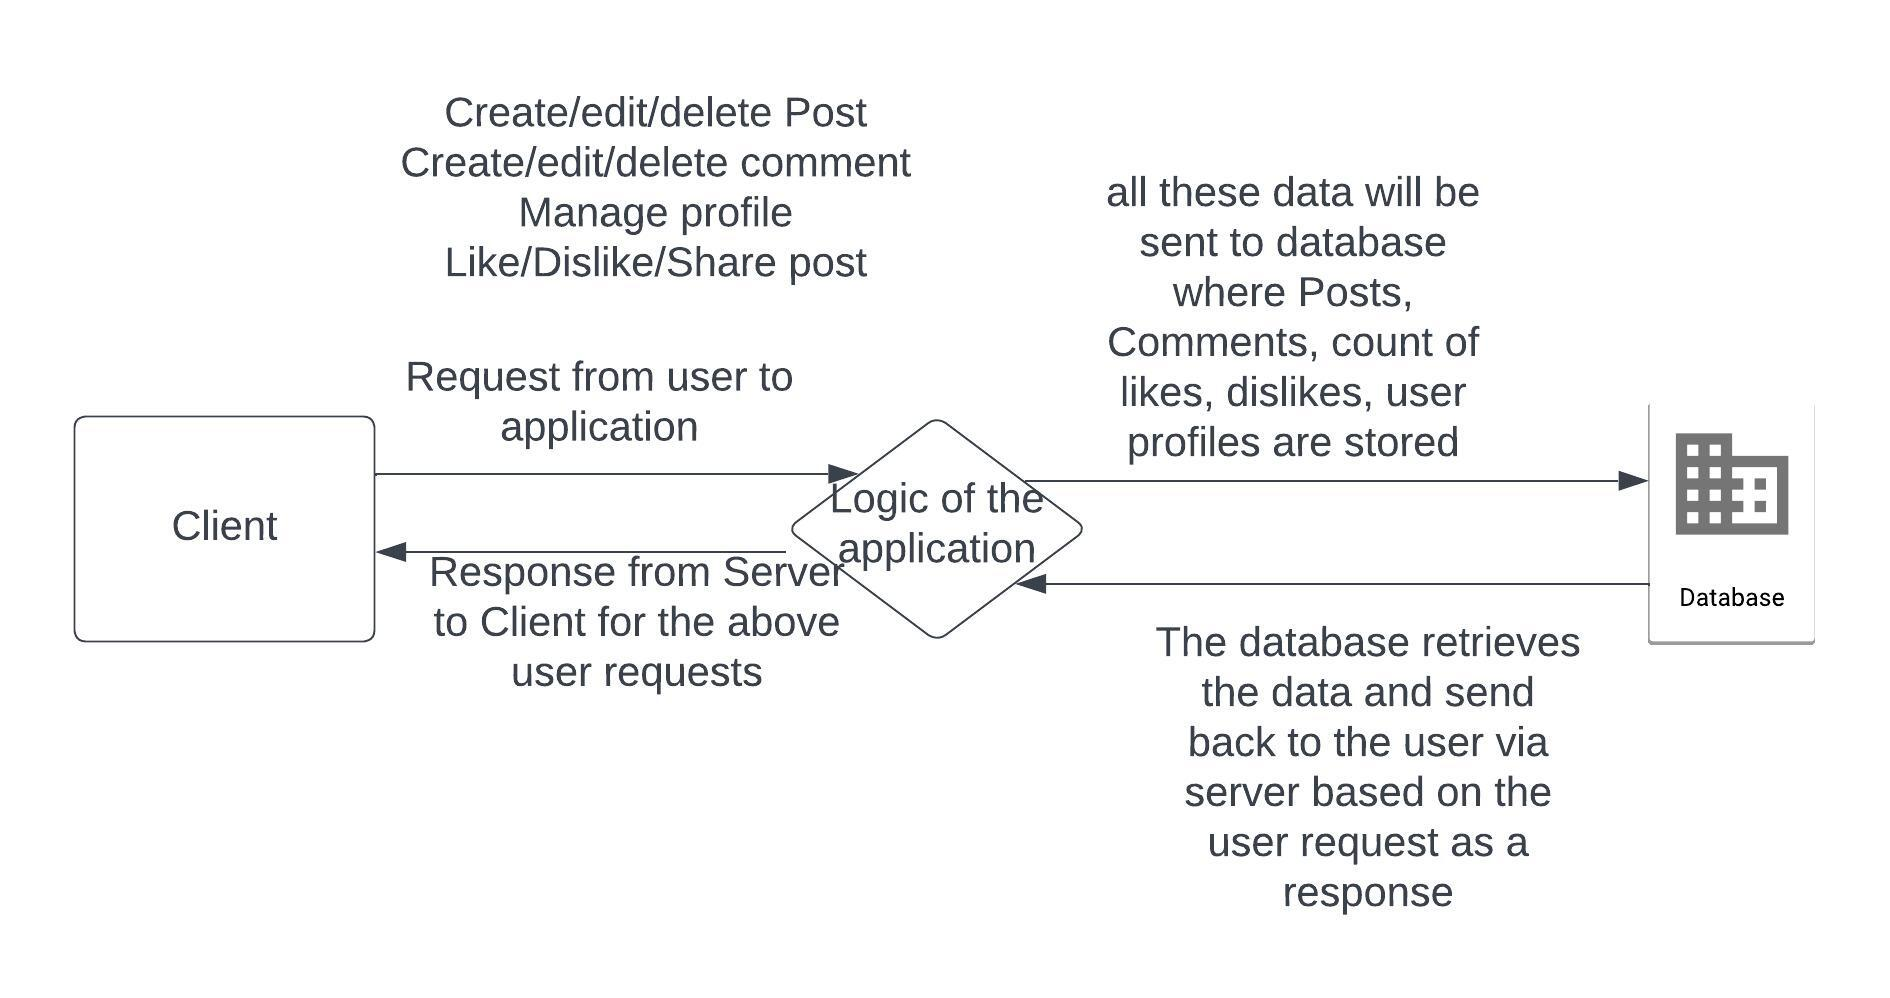 Create/edit/delete Post
Create/edit/delete comment
Manage profile
Like/Dislike/Share post
Request from user to
application
all these data will be
sent to database
where Posts,
Comments, count of
likes, dislikes, user
profiles are stored
Client
Logic of the
application
Response from Server
to Client for the above
user requests
Database
The database retrieves
the data and send
back to the user via
server based on the
user request as a
response